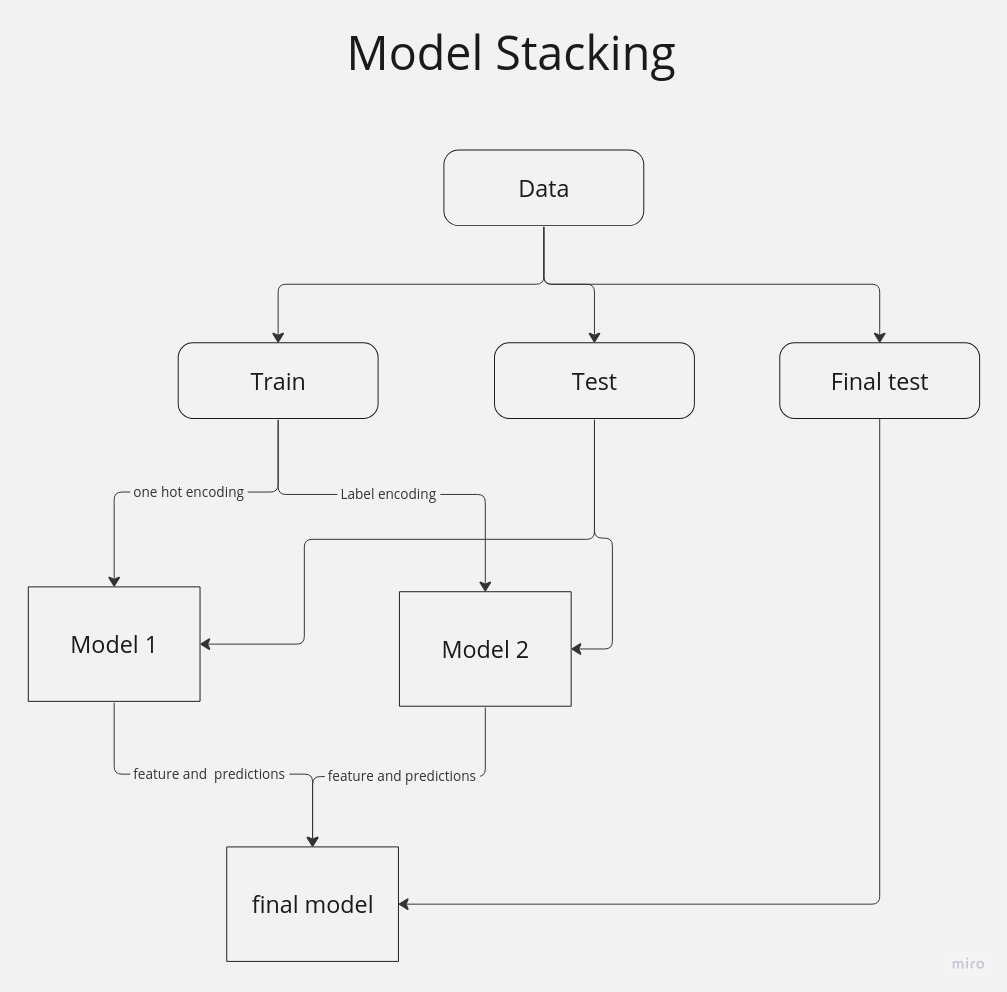 Model Stacking
Data
Train
Test
Final test
one hot encoding
Label encoding
Model 1
Model 2
feature and  predictions
feature and predictions
final model
miro